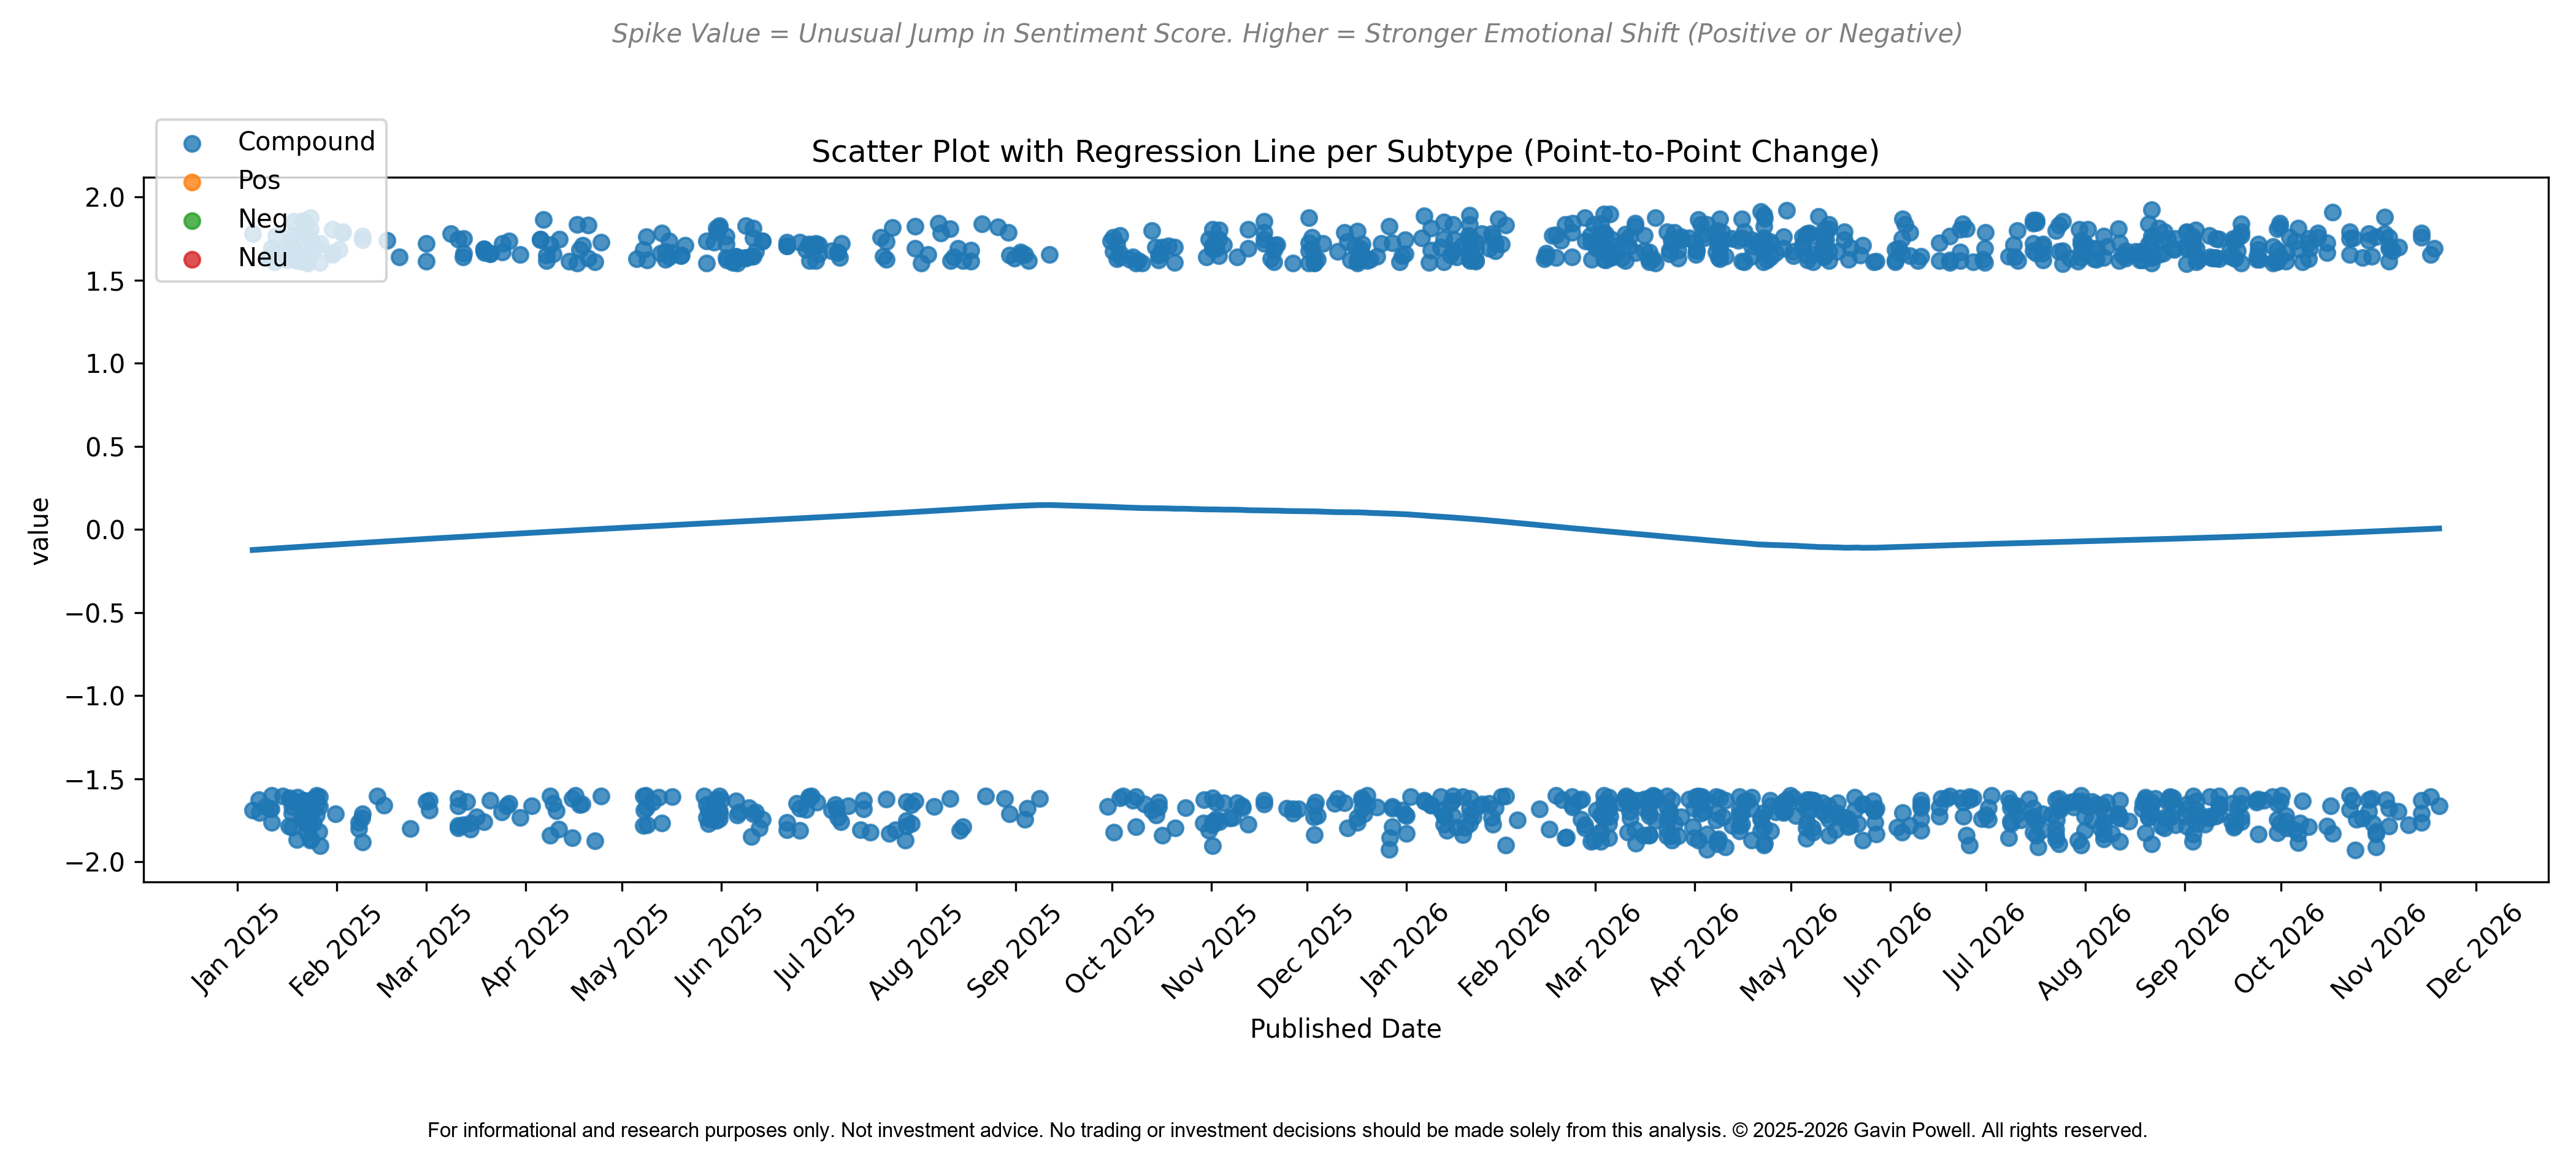 Spike Value = Unusual Jump in Sentiment Score. Higher = Stronger Emotional Shift (Positive or Negative)
Scatter Plot with Regression Line per Subtype (Point-to-Point Change)
Compound
Pos
Neg
Neu
2.0
1.5
1.0
0.5
0.0
−0.5
−1.0
−1.5
−2.0
value
Jan 2025
Feb 2025
Mar 2025
Apr 2025
May 2025
Jun 2025
Jul 2025
Aug 2025
Sep 2025
Oct 2025
Nov 2025
Dec 2025
Jan 2026
Feb 2026
Mar 2026
Apr 2026
May 2026
Jun 2026
Jul 2026
Aug 2026
Sep 2026
Oct 2026
Nov 2026
Dec 2026
Published Date
For informational and research purposes only. Not investment advice. No trading or investment decisions should be made solely from this analysis. © 2025-2026 Gavin Powell. All rights reserved.